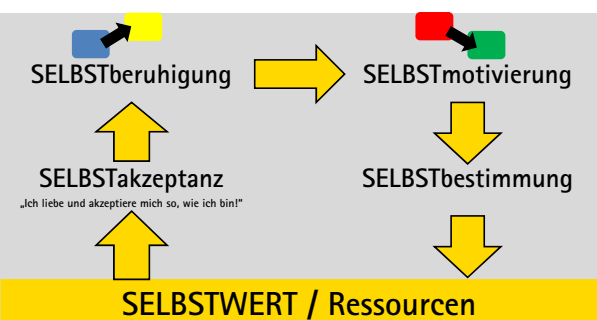 SELBSTberuhigung
SELBSTmotivierung
SELBSTakzeptanz
„Ich liebe und akzeptiere mich so, wie ich bin!"
SELBSTbestimmung
SELBSTWERT / Ressourcen